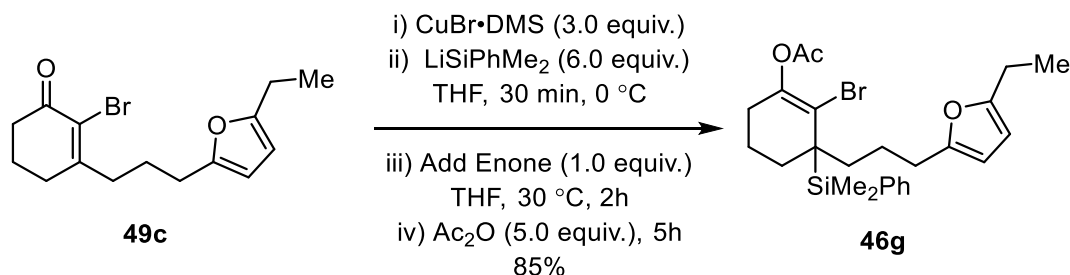 i) CuBr•DMS (3.0 equiv.)
ii) LiSiPhMe₂ (6.0 equiv.)
THF, 30 min, 0 °C
iii) Add Enone (1.0 equiv.)
THF, 30 °C, 2h
iv) Ac₂O (5.0 equiv.), 5h
85%
O
Br
O
Me
49c
OAc
Br
O
Me
SiMe₂Ph
46g